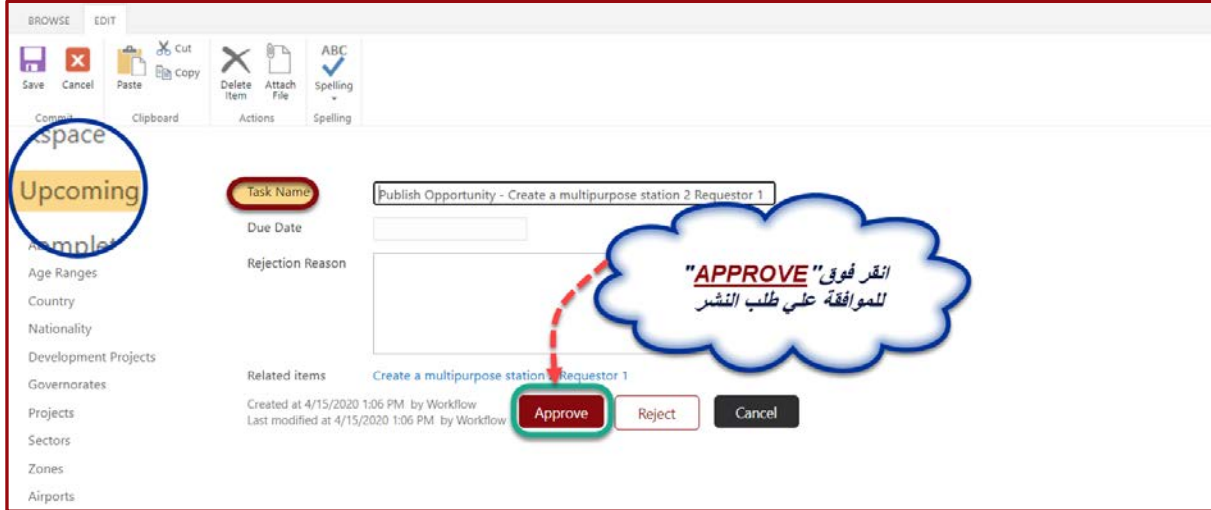 BROWSE EDIT
Save
Cancel
Paste
Cut
Copy
Delete Item
Attach File
ABC
Spelling
Commit
Clipboard
Actions
Spelling
Upcoming
Task Name
Publish Opportunity - Create a multipurpose station 2 Requestor 1
Due Date
Rejection Reason
انقر فوق "APPROVE"
للموافقة علي طلب النشر
Age Ranges
Country
Nationality
Development Projects
Governorates
Projects
Sectors
Zones
Airports
Related items
Create a multipurpose station 2 Requestor 1
Created at 4/15/2020 1:06 PM by Workflow
Last modified at 4/15/2020 1:06 PM by Workflow
Approve
Reject
Cancel